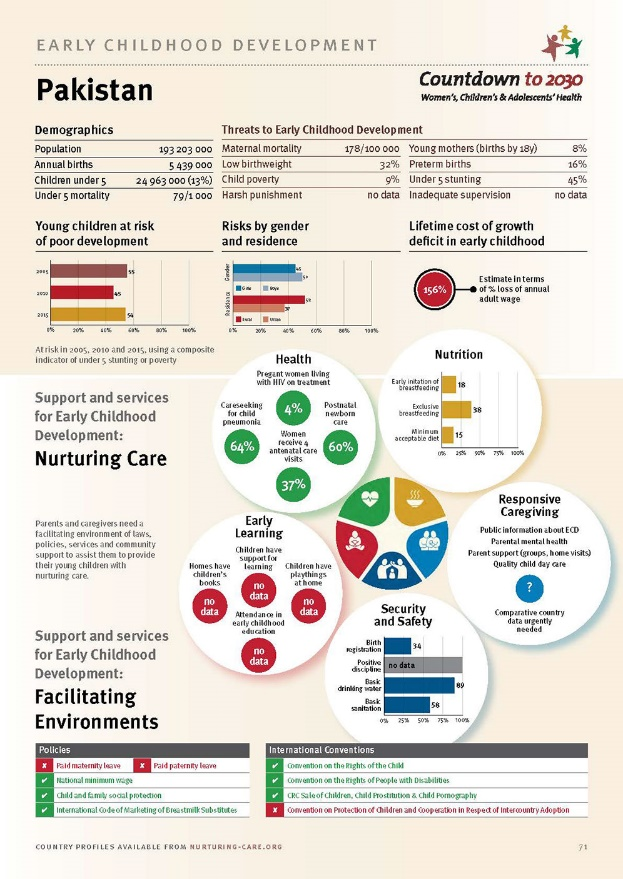 EARLY CHILDHOOD DEVELOPMENT
Pakistan
Countdown to 2030
Women's, Children's & Adolescents' Health
Demographics
Population 193 203 000
Annual births 5 439 000
Children under 5 24 963 000 (13%)
Under 5 mortality 79/1 000
Threats to Early Childhood Development
Maternal mortality 178/100 000
Low birthweight 32%
Child poverty 9%
Harsh punishment no data
Young mothers (births by 18y) 8%
Preterm births 16%
Under 5 stunting 45%
Inadequate supervision no data
Young children at risk
of poor development
2005 55
2010 45
2015 54
0% 20% 40% 60% 80% 100%
At risk in 2005, 2010 and 2015, using a composite
indicator of under 5 stunting or poverty
Risks by gender
and residence
Gender
Girls Boys
Residence
Rural Urban
0% 20% 40% 60% 80% 100%
Lifetime cost of growth
deficit in early childhood
156%
Estimate in terms
of % loss of annual
adult wage
Support and services
for Early Childhood
Development:
Nurturing Care
Health
Pregant women living
with HIV on treatment
4%
Careseeking
for child
pneumonia
64%
Postnatal
newborn
care
60%
Women
receive 4
antenatal care
visits
37%
Nutrition
Early initation of
breastfeeding 18
Exclusive
breastfeeding 38
Minimum
acceptable diet 15
0% 25% 50% 75% 100%
Parents and caregivers need a
facilitating environment of laws,
policies, services and community
support to assist them to provide
their young children with
nurturing care.
Early
Learning
Children have
support for
learning
no
data
Homes have
children's
books
no
data
Children have
playthings
at home
no
data
Attendance in
early childhood
education
no
data
Responsive
Caregiving
Public information about ECD
Parental mental health
Parent support (groups, home visits)
Quality child day care
?
Comparative country
data urgently
needed
Security
and Safety
Birth
registration 34
Positive
discipline no data
Basic
drinking water 89
Basic
sanitation 58
0% 25% 50% 75% 100%
Support and services
for Early Childhood
Development:
Facilitating
Environments
Policies
✘ Paid maternity leave ✘ Paid paternity leave
✔ National minimum wage
✔ Child and family social protection
✔ International Code of Marketing of Breastmilk Substitutes
International Conventions
✔ Convention on the Rights of the Child
✔ Convention on the Rights of People with Disabilities
✔ CRC Sale of Children, Child Prostitution & Child Pornography
✘ Convention on Protection of Children and Cooperation in Respect of Intercountry Adoption
COUNTRY PROFILES AVAILABLE FROM NURTURING-CARE.ORG
71